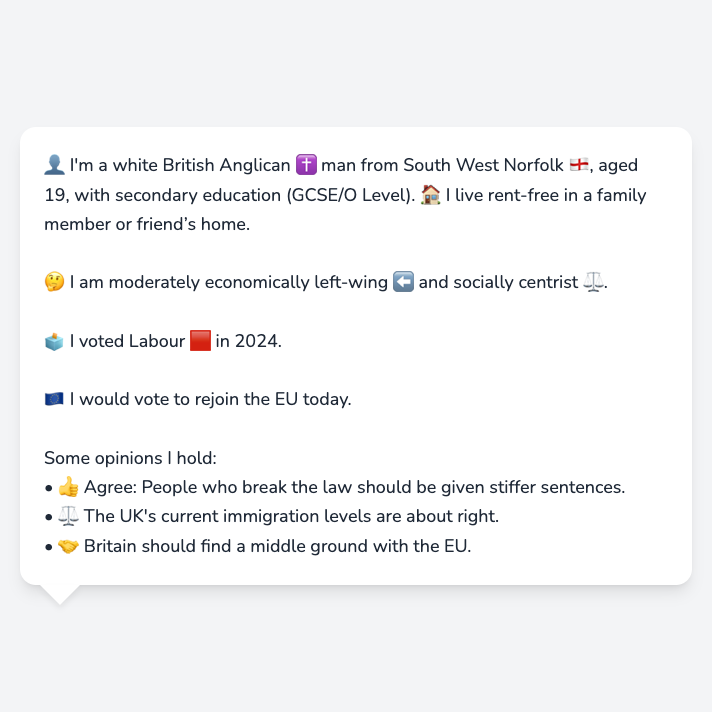 👤 I'm a white British Anglican ✝️ man from South West Norfolk 🏴󠁧󠁢󠁥󠁮󠁧󠁿, aged
19, with secondary education (GCSE/O Level). 🏠 I live rent-free in a family
member or friend’s home.
🤔 I am moderately economically left-wing ⬅️ and socially centrist ⚖️.
🗳️ I voted Labour 🟥 in 2024.
🇪🇺 I would vote to rejoin the EU today.
Some opinions I hold:
• 👍 Agree: People who break the law should be given stiffer sentences.
• ⚖️ The UK's current immigration levels are about right.
• 🤝 Britain should find a middle ground with the EU.